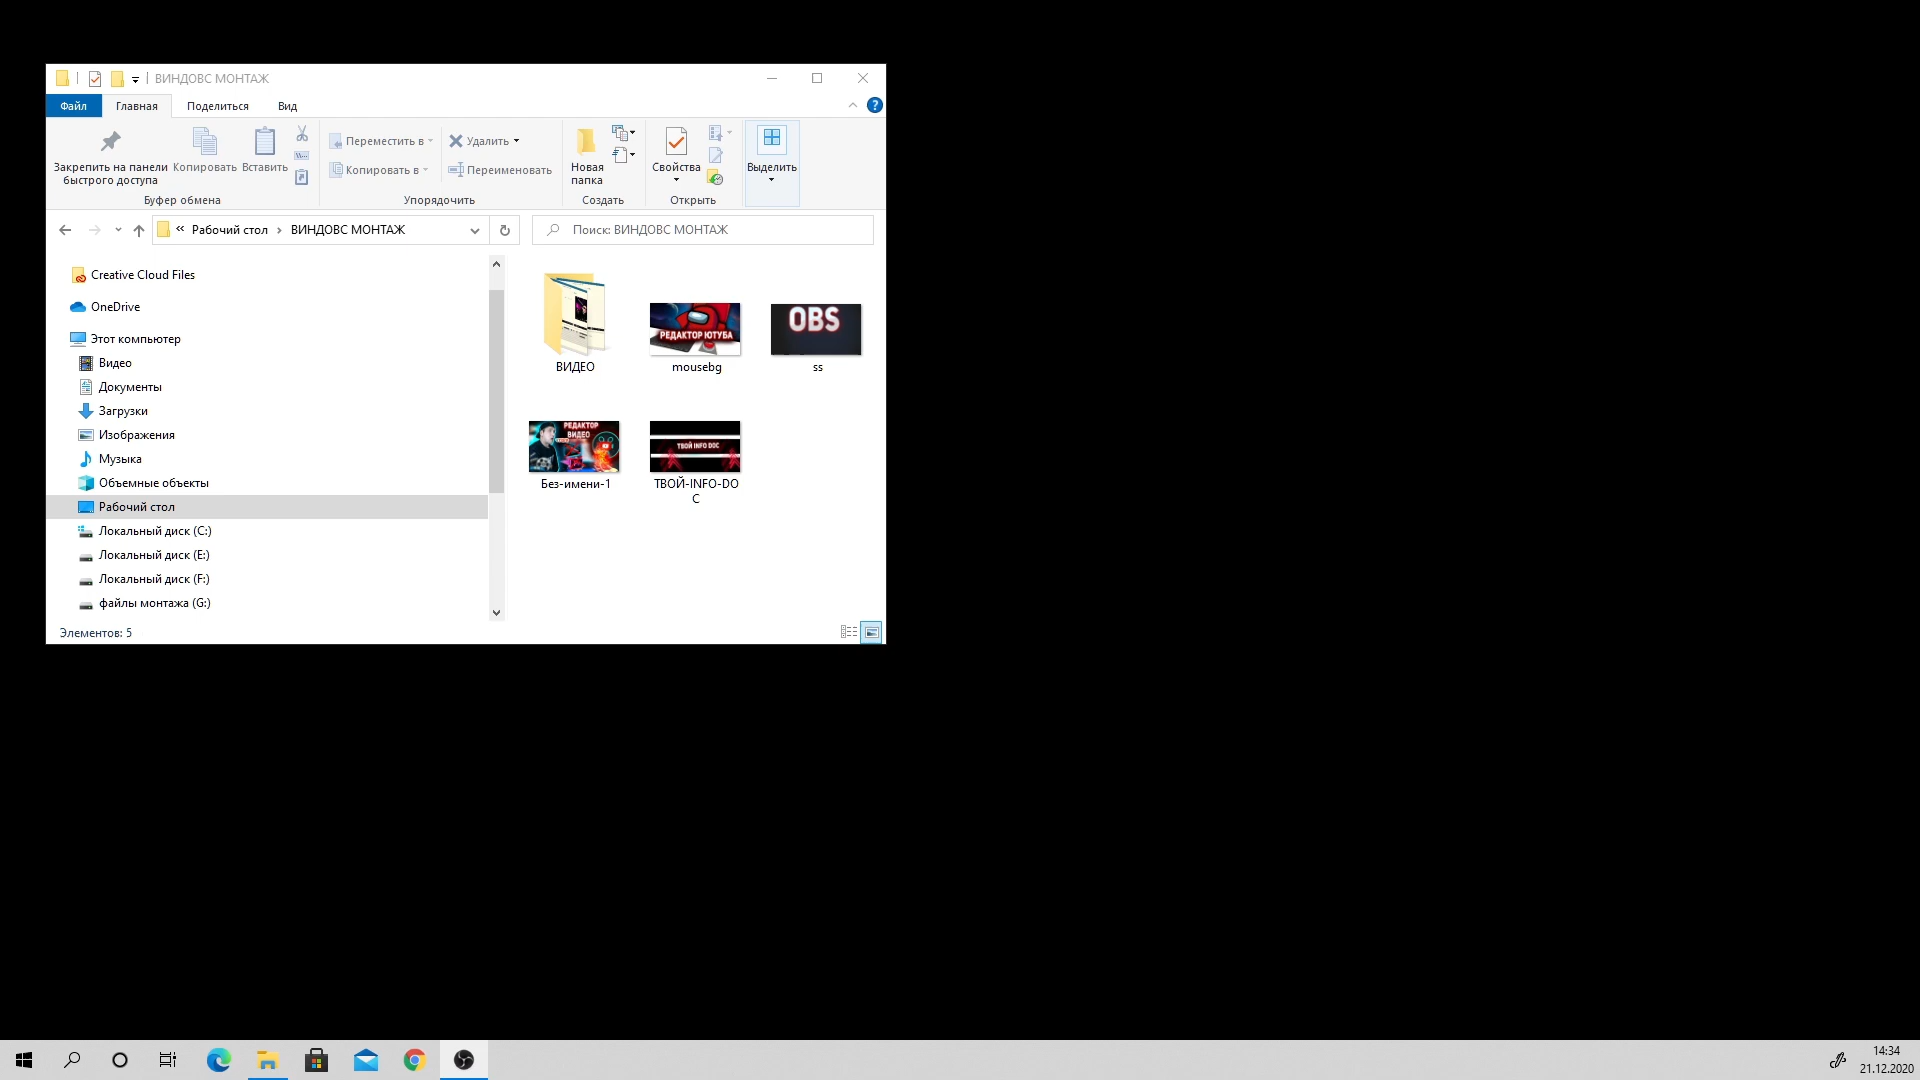 ВИНДОВС МОНТАЖ
Файл Главная Поделиться Вид
Закрепить на панели быстрого доступа
Копировать
Вставить
Буфер обмена
Переместить в
Копировать в
Удалить
Переименовать
Упорядочить
Новая папка
Создать
Свойства
Открыть
Выделить
« Рабочий стол › ВИНДОВС МОНТАЖ
Поиск: ВИНДОВС МОНТАЖ
Creative Cloud Files
OneDrive
Этот компьютер
Видео
Документы
Загрузки
Изображения
Музыка
Объемные объекты
Рабочий стол
Локальный диск (C:)
Локальный диск (E:)
Локальный диск (F:)
файлы монтажа (G:)
ВИДЕО
РЕДАКТОР ЮТУБА
mousebg
OBS
ss
РЕДАКТОР
ВИДЕО
Без-имени-1
ТВОЙ INFO DOC
ТВОЙ-INFO-DO
C
Элементов: 5
14:34
21.12.2020